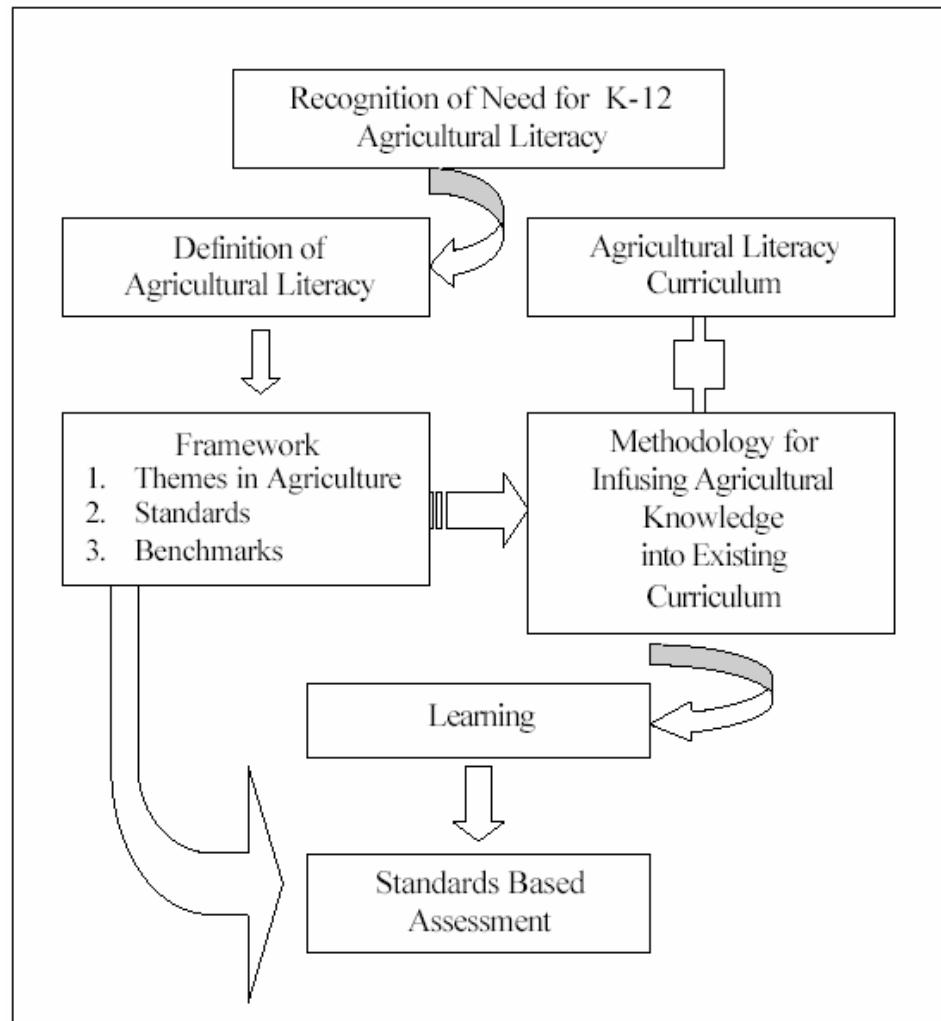 Recognition of Need for K-12
Agricultural Literacy
Definition of
Agricultural Literacy
Agricultural Literacy
Curriculum
Framework
1. Themes in Agriculture
2. Standards
3. Benchmarks
Methodology for
Infusing Agricultural
Knowledge
into Existing
Curriculum
Learning
Standards Based
Assessment